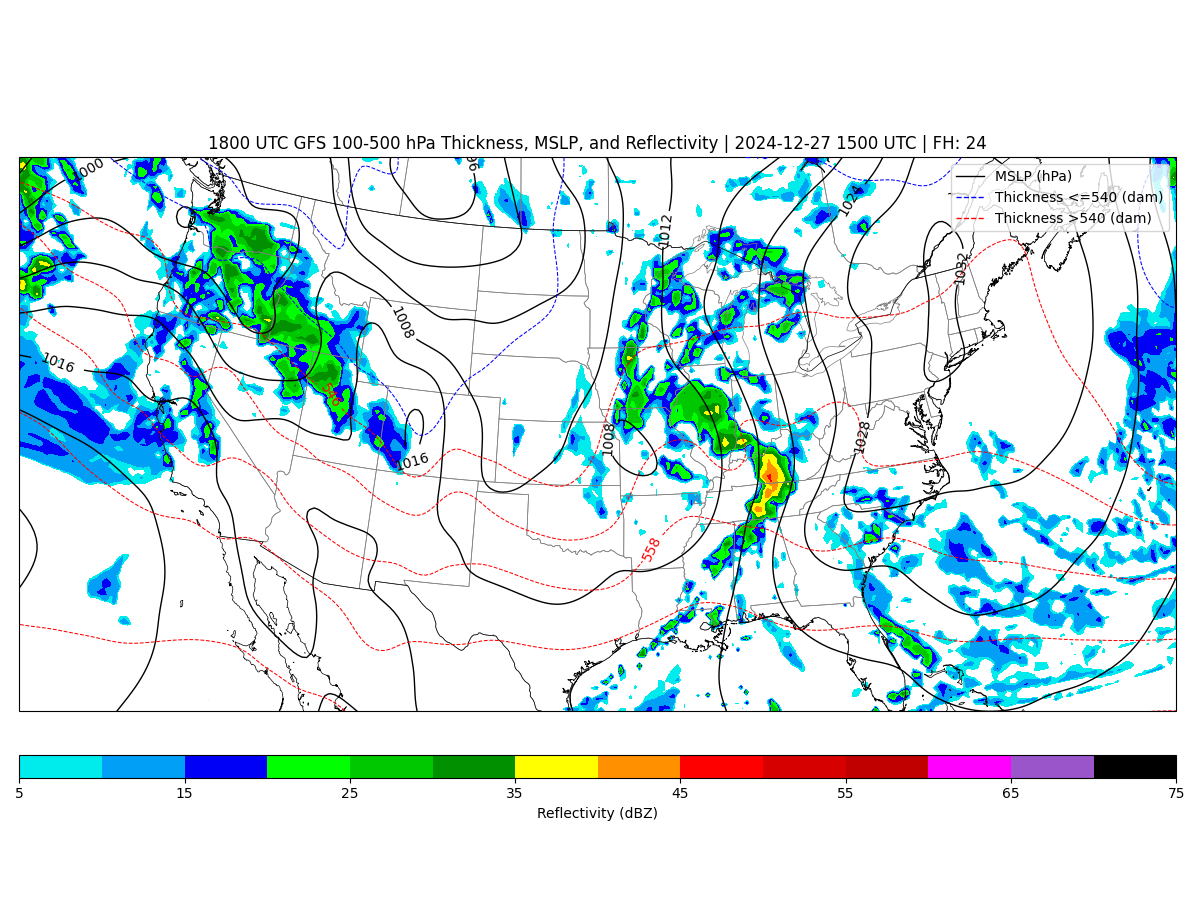 1800 UTC GFS 100-500 hPa Thickness, MSLP, and Reflectivity | 2024-12-27 1500 UTC | FH: 24
MSLP (hPa)
Thickness <=540 (dam)
Thickness >540 (dam)
1000
1012
1024
1032
1008
1016
1008
1028
1016
558
5 15 25 35 45 55 65 75
Reflectivity (dBZ)